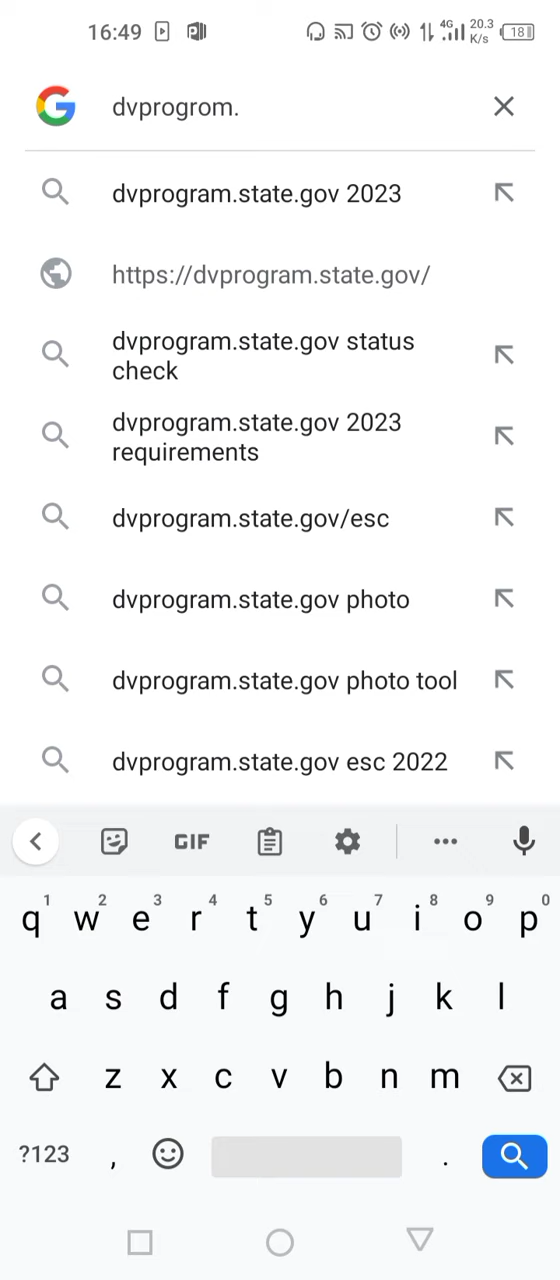 16:49 4G 20.3 K/s 18
dvprogrom.
dvprogram.state.gov 2023
https://dvprogram.state.gov/
dvprogram.state.gov status
check
dvprogram.state.gov 2023
requirements
dvprogram.state.gov/esc
dvprogram.state.gov photo
dvprogram.state.gov photo tool
dvprogram.state.gov esc 2022
GIF
1 2 3 4 5 6 7 8 9 0
q w e r t y u i o p
a s d f g h j k l
z x c v b n m
?123 , .